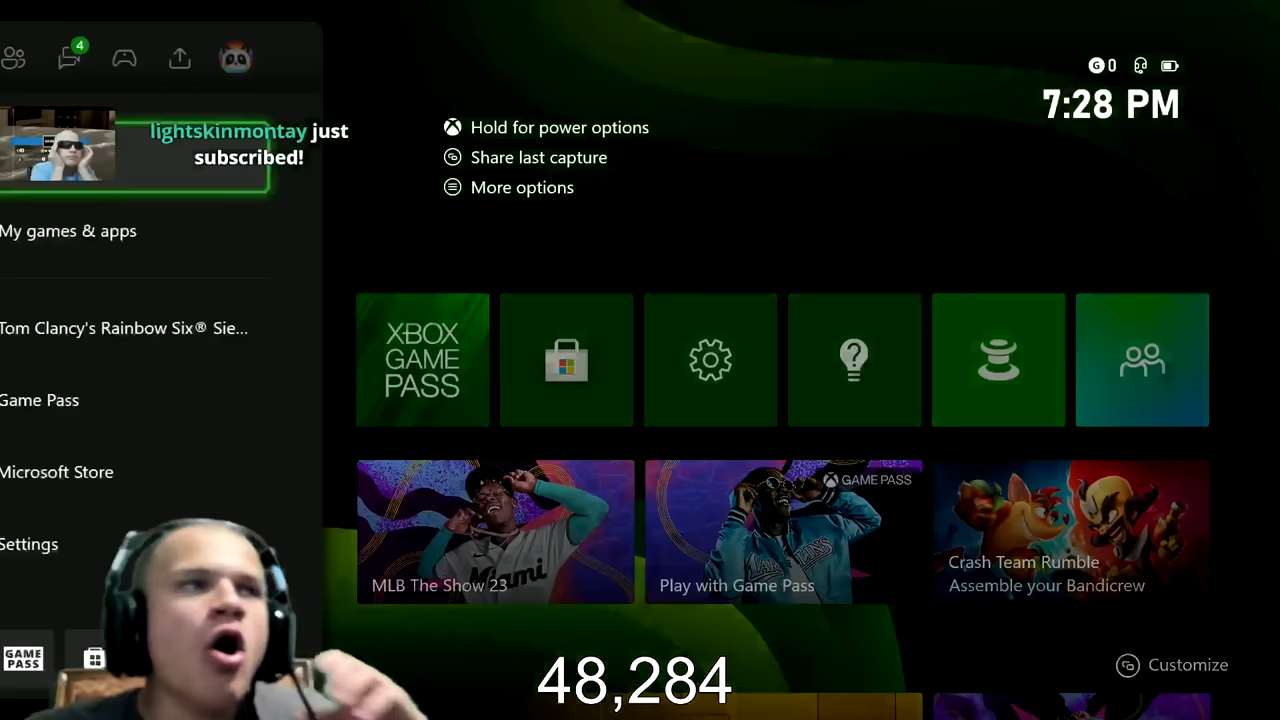 4
G 0
7:28 PM
lightskinmontay just
subscribed!
Hold for power options
Share last capture
More options
My games & apps
Tom Clancy's Rainbow Six® Sie...
Game Pass
Microsoft Store
Settings
XBOX
GAME
PASS
GAME PASS
Miami
MLB The Show 23
Play with Game Pass
Crash Team Rumble
Assemble your Bandicrew
GAME
PASS
48,284
Customize